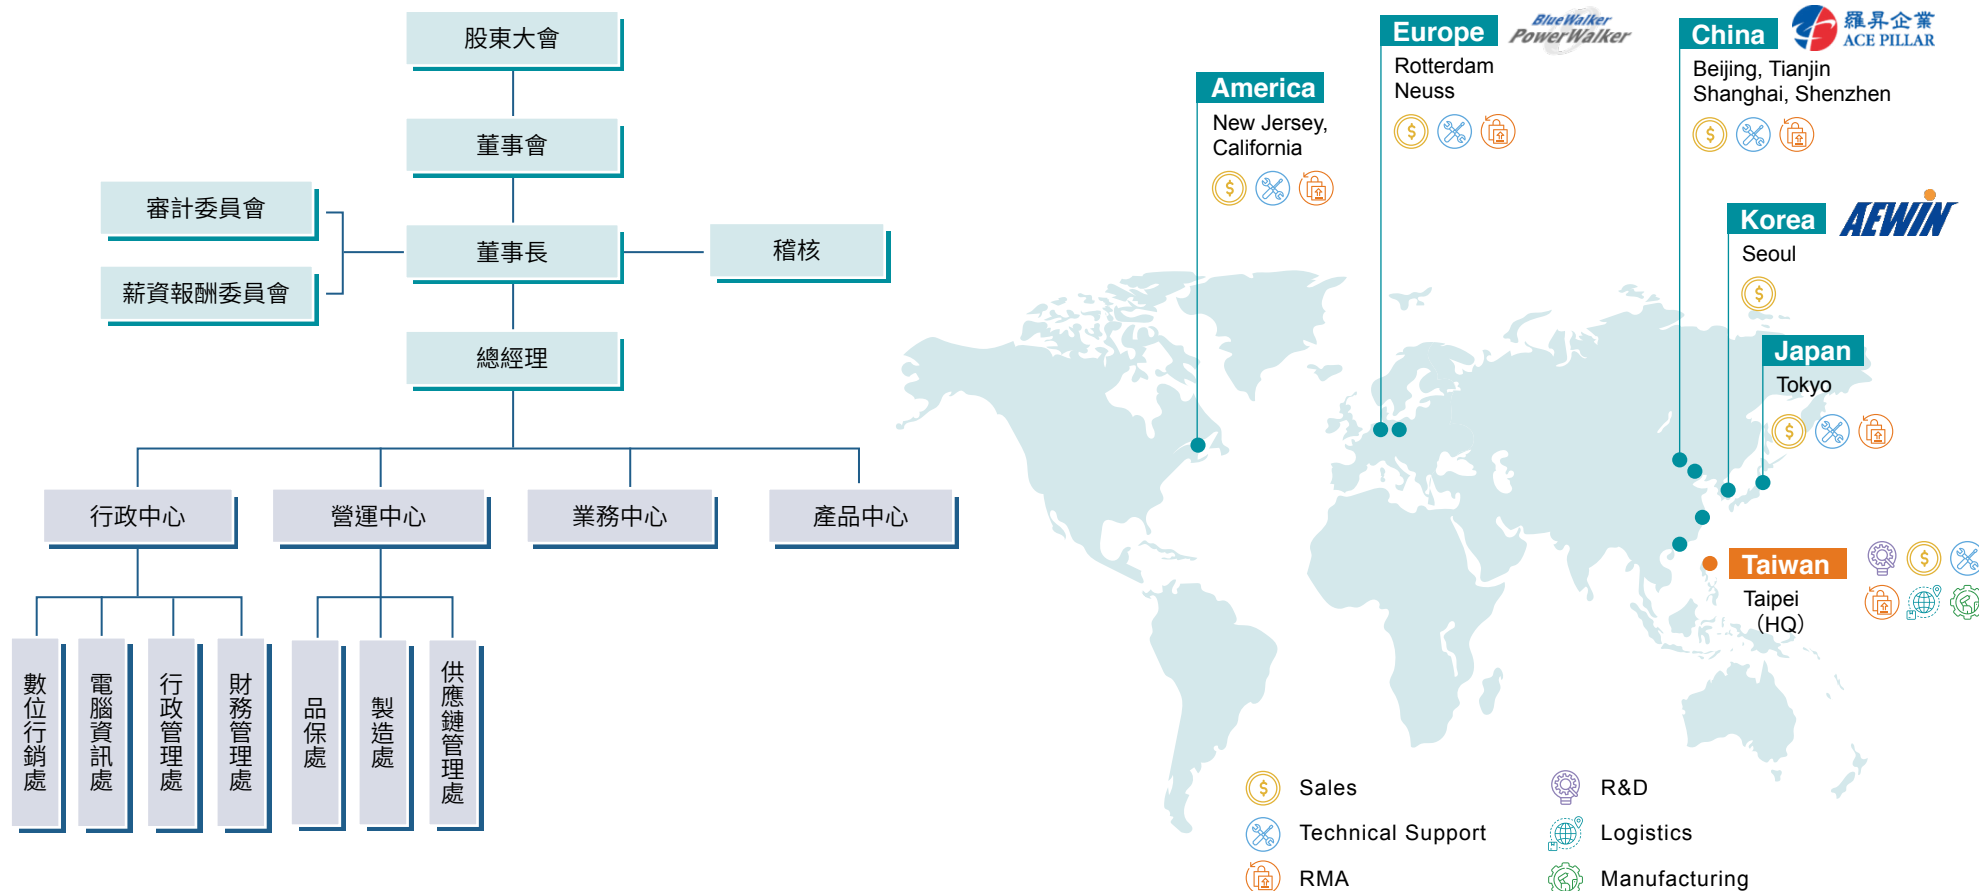 股東大會
董事會
審計委員會
董事長
稽核
薪資報酬委員會
總經理
行政中心
營運中心
業務中心
產品中心
數位行銷處
電腦資訊處
行政管理處
財務管理處
品保處
製造處
供應鏈管理處
America
New Jersey,
California
Europe
BlueWalker
PowerWalker
Rotterdam
Neuss
China
羅昇企業
ACE PILLAR
Beijing, Tianjin
Shanghai, Shenzhen
Korea
AEWIN
Seoul
Japan
Tokyo
Taiwan
Taipei
（HQ）
Sales
Technical Support
RMA
R&D
Logistics
Manufacturing